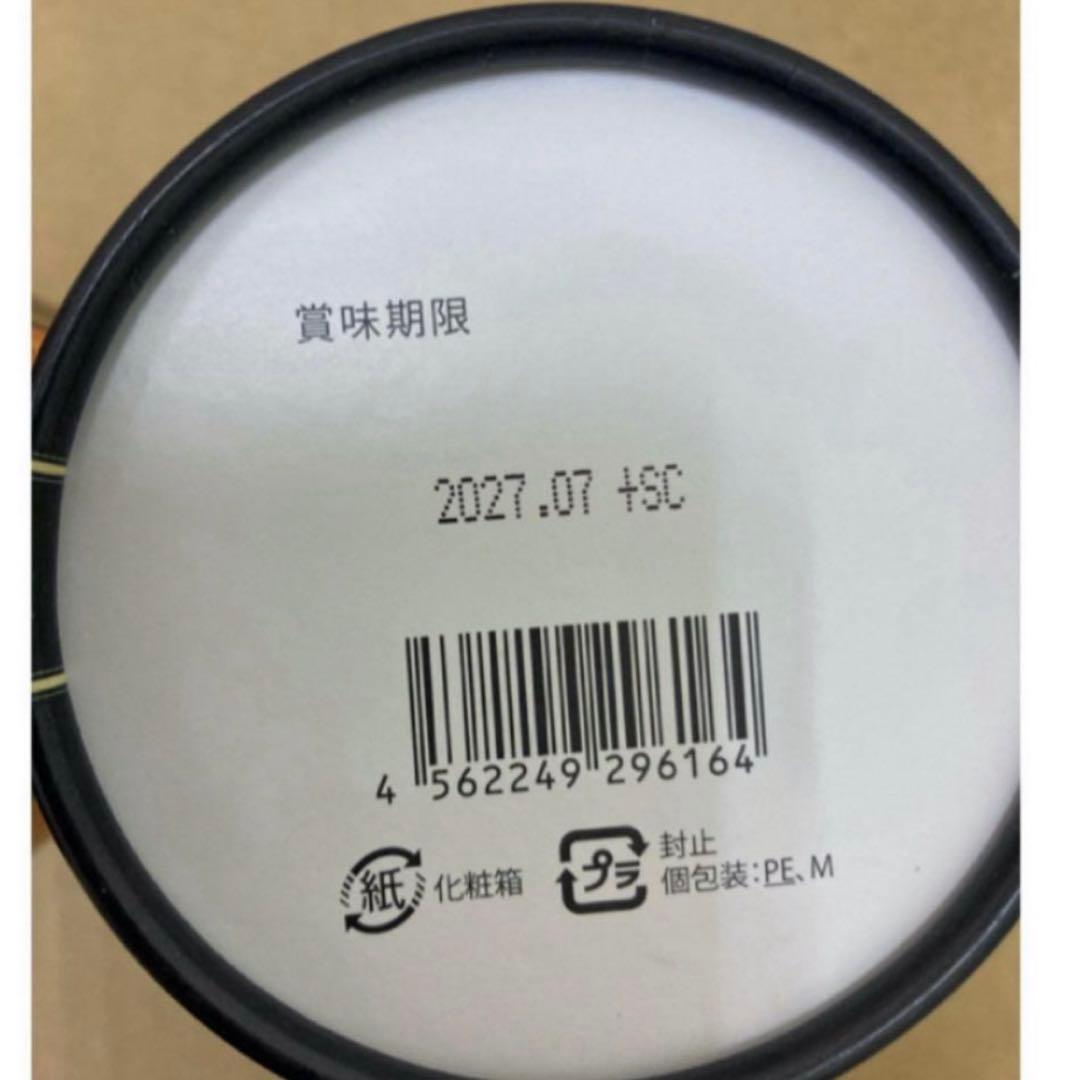 賞味期限
2027.07 +SC
4 562249 296164
紙 化粧箱
プラ 封止
個包装:PE、M